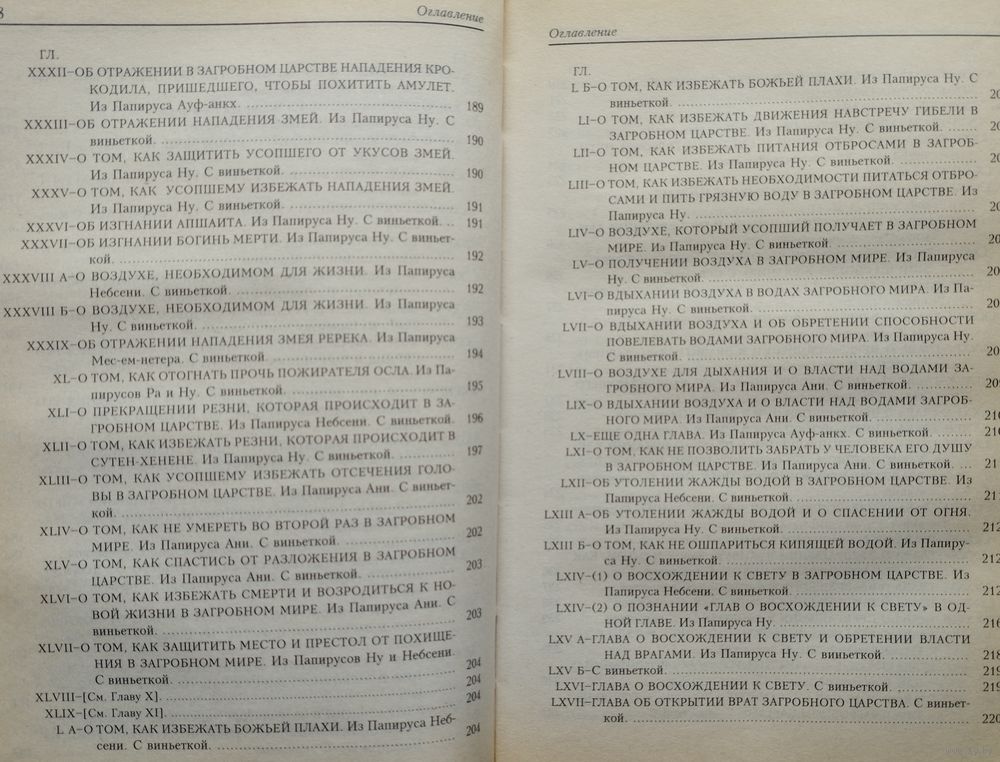 8
Оглавление
ГЛ.
XXXII–ОБ ОТРАЖЕНИИ В ЗАГРОБНОМ ЦАРСТВЕ НАПАДЕНИЯ КРО-
КОДИЛА, ПРИШЕДШЕГО, ЧТОБЫ ПОХИТИТЬ АМУЛЕТ.
Из Папируса Ауф-анкх. 189
XXXIII–ОБ ОТРАЖЕНИИ НАПАДЕНИЯ ЗМЕЙ. Из Папируса Ну. С
виньеткой. 190
XXXIV–О ТОМ, КАК ЗАЩИТИТЬ УСОПШЕГО ОТ УКУСОВ ЗМЕЙ.
Из Папируса Ну. С виньеткой. 190
XXXV–О ТОМ, КАК УСОПШЕМУ ИЗБЕЖАТЬ НАПАДЕНИЯ ЗМЕЙ.
Из Папируса Ну. С виньеткой. 191
XXXVI–ОБ ИЗГНАНИИ АПШАИТА. Из Папируса Ну. С виньеткой. 191
XXXVII–ОБ ИЗГНАНИИ БОГИНЬ МЕРТИ. Из Папируса Ну. С виньет-
кой. 192
XXXVIII А–О ВОЗДУХЕ, НЕОБХОДИМОМ ДЛЯ ЖИЗНИ. Из Папируса
Небсени. С виньеткой. 192
XXXVIII Б–О ВОЗДУХЕ, НЕОБХОДИМОМ ДЛЯ ЖИЗНИ. Из Папируса
Ну. С виньеткой. 193
XXXIX–ОБ ОТРАЖЕНИИ НАПАДЕНИЯ ЗМЕЯ РЕРЕКА. Из Папируса
Мес-ем-нетера. С виньеткой. 194
XL–О ТОМ, КАК ОТОГНАТЬ ПРОЧЬ ПОЖИРАТЕЛЯ ОСЛА. Из Па-
пирусов Ра и Ну. С виньеткой. 195
XLI–О ПРЕКРАЩЕНИИ РЕЗНИ, КОТОРАЯ ПРОИСХОДИТ В ЗА-
ГРОБНОМ ЦАРСТВЕ. Из Папируса Небсени. С виньеткой. 196
XLII–О ТОМ, КАК ИЗБЕЖАТЬ РЕЗНИ, КОТОРАЯ ПРОИСХОДИТ В
СУТЕН-ХЕНЕНЕ. Из Папируса Ну. С виньеткой. 197
XLIII–О ТОМ, КАК УСОПШЕМУ ИЗБЕЖАТЬ ОТСЕЧЕНИЯ ГОЛО-
ВЫ В ЗАГРОБНОМ ЦАРСТВЕ. Из Папируса Ани. С виньет-
кой. 202
XLIV–О ТОМ, КАК НЕ УМЕРЕТЬ ВО ВТОРОЙ РАЗ В ЗАГРОБНОМ
МИРЕ. Из Папируса Ани. С виньеткой. 202
XLV–О ТОМ, КАК СПАСТИСЬ ОТ РАЗЛОЖЕНИЯ В ЗАГРОБНОМ
ЦАРСТВЕ. Из Папируса Ани. С виньеткой. 203
XLVI–О ТОМ, КАК ИЗБЕЖАТЬ СМЕРТИ И ВОЗРОДИТЬСЯ К НО-
ВОЙ ЖИЗНИ В ЗАГРОБНОМ МИРЕ. Из Папируса Ани. С
виньеткой. 203
XLVII–О ТОМ, КАК ЗАЩИТИТЬ МЕСТО И ПРЕСТОЛ ОТ ПОХИЩЕ-
НИЯ В ЗАГРОБНОМ МИРЕ. Из Папирусов Ну и Небсени.
С виньеткой. 204
XLVIII–[См. Главу X]. 204
XLIX–[См. Главу XI]. 204
L А–О ТОМ, КАК ИЗБЕЖАТЬ БОЖЬЕЙ ПЛАХИ. Из Папируса Неб-
сени. С виньеткой. 204
Оглавление
ГЛ.
L Б–О ТОМ, КАК ИЗБЕЖАТЬ БОЖЬЕЙ ПЛАХИ. Из Папируса Ну. С
виньеткой.
LI–О ТОМ, КАК ИЗБЕЖАТЬ ДВИЖЕНИЯ НАВСТРЕЧУ ГИБЕЛИ В
ЗАГРОБНОМ ЦАРСТВЕ. Из Папируса Ну. С виньеткой.
LII–О ТОМ, КАК ИЗБЕЖАТЬ ПИТАНИЯ ОТБРОСАМИ В ЗАГРОБ-
НОМ ЦАРСТВЕ. Из Папируса Ну. С виньеткой.
LIII–О ТОМ, КАК ИЗБЕЖАТЬ НЕОБХОДИМОСТИ ПИТАТЬСЯ ОТБРО-
САМИ И ПИТЬ ГРЯЗНУЮ ВОДУ В ЗАГРОБНОМ ЦАРСТВЕ. Из
Папируса Ну.
LIV–О ВОЗДУХЕ, КОТОРЫЙ УСОПШИЙ ПОЛУЧАЕТ В ЗАГРОБНОМ
МИРЕ. Из Папируса Ну. С виньеткой.
LV–О ПОЛУЧЕНИИ ВОЗДУХА В ЗАГРОБНОМ МИРЕ. Из Папируса
Ну. С виньеткой.
LVI–О ВДЫХАНИИ ВОЗДУХА В ВОДАХ ЗАГРОБНОГО МИРА. Из Па-
пируса Ну. С виньеткой.
LVII–О ВДЫХАНИИ ВОЗДУХА И ОБ ОБРЕТЕНИИ СПОСОБНОСТИ
ПОВЕЛЕВАТЬ ВОДАМИ ЗАГРОБНОГО МИРА. Из Папируса Ну.
С виньеткой.
LVIII–О ВОЗДУХЕ ДЛЯ ДЫХАНИЯ И О ВЛАСТИ НАД ВОДАМИ ЗА-
ГРОБНОГО МИРА. Из Папируса Ани. С виньеткой.
LIX–О ВДЫХАНИИ ВОЗДУХА И О ВЛАСТИ НАД ВОДАМИ ЗАГРОБ-
НОГО МИРА. Из Папируса Ани. С виньеткой. 210
LX–ЕЩЕ ОДНА ГЛАВА. Из Папируса Ауф-анкх. С виньеткой. 210
LXI–О ТОМ, КАК НЕ ПОЗВОЛИТЬ ЗАБРАТЬ У ЧЕЛОВЕКА ЕГО ДУШУ
В ЗАГРОБНОМ ЦАРСТВЕ. Из Папируса Ани. С виньеткой. 211
LXII–ОБ УТОЛЕНИИ ЖАЖДЫ ВОДОЙ В ЗАГРОБНОМ ЦАРСТВЕ. Из
Папируса Небсени. С виньеткой. 211
LXIII А–ОБ УТОЛЕНИИ ЖАЖДЫ ВОДОЙ И О СПАСЕНИИ ОТ ОГНЯ.
Из Папируса Ну. С виньеткой. 212
LXIII Б–О ТОМ, КАК НЕ ОШПАРИТЬСЯ КИПЯЩЕЙ ВОДОЙ. Из Папиру-
са Ну. С виньеткой. 212
LXIV–(1) О ВОСХОЖДЕНИИ К СВЕТУ В ЗАГРОБНОМ ЦАРСТВЕ. Из
Папируса Небсени. С виньеткой. 212
LXIV–(2) О ПОЗНАНИИ «ГЛАВ О ВОСХОЖДЕНИИ К СВЕТУ» В ОД-
НОЙ ГЛАВЕ. Из Папируса Ну. 216
LXV А–ГЛАВА О ВОСХОЖДЕНИИ К СВЕТУ И ОБРЕТЕНИИ ВЛАСТИ
НАД ВРАГАМИ. Из Папируса Ну. С виньеткой. 218
LXV Б–С виньеткой. 219
LXVI–ГЛАВА О ВОСХОЖДЕНИИ К СВЕТУ. С виньеткой. 219
LXVII–ГЛАВА ОБ ОТКРЫТИИ ВРАТ ЗАГРОБНОГО ЦАРСТВА. С виньет-
кой. 220